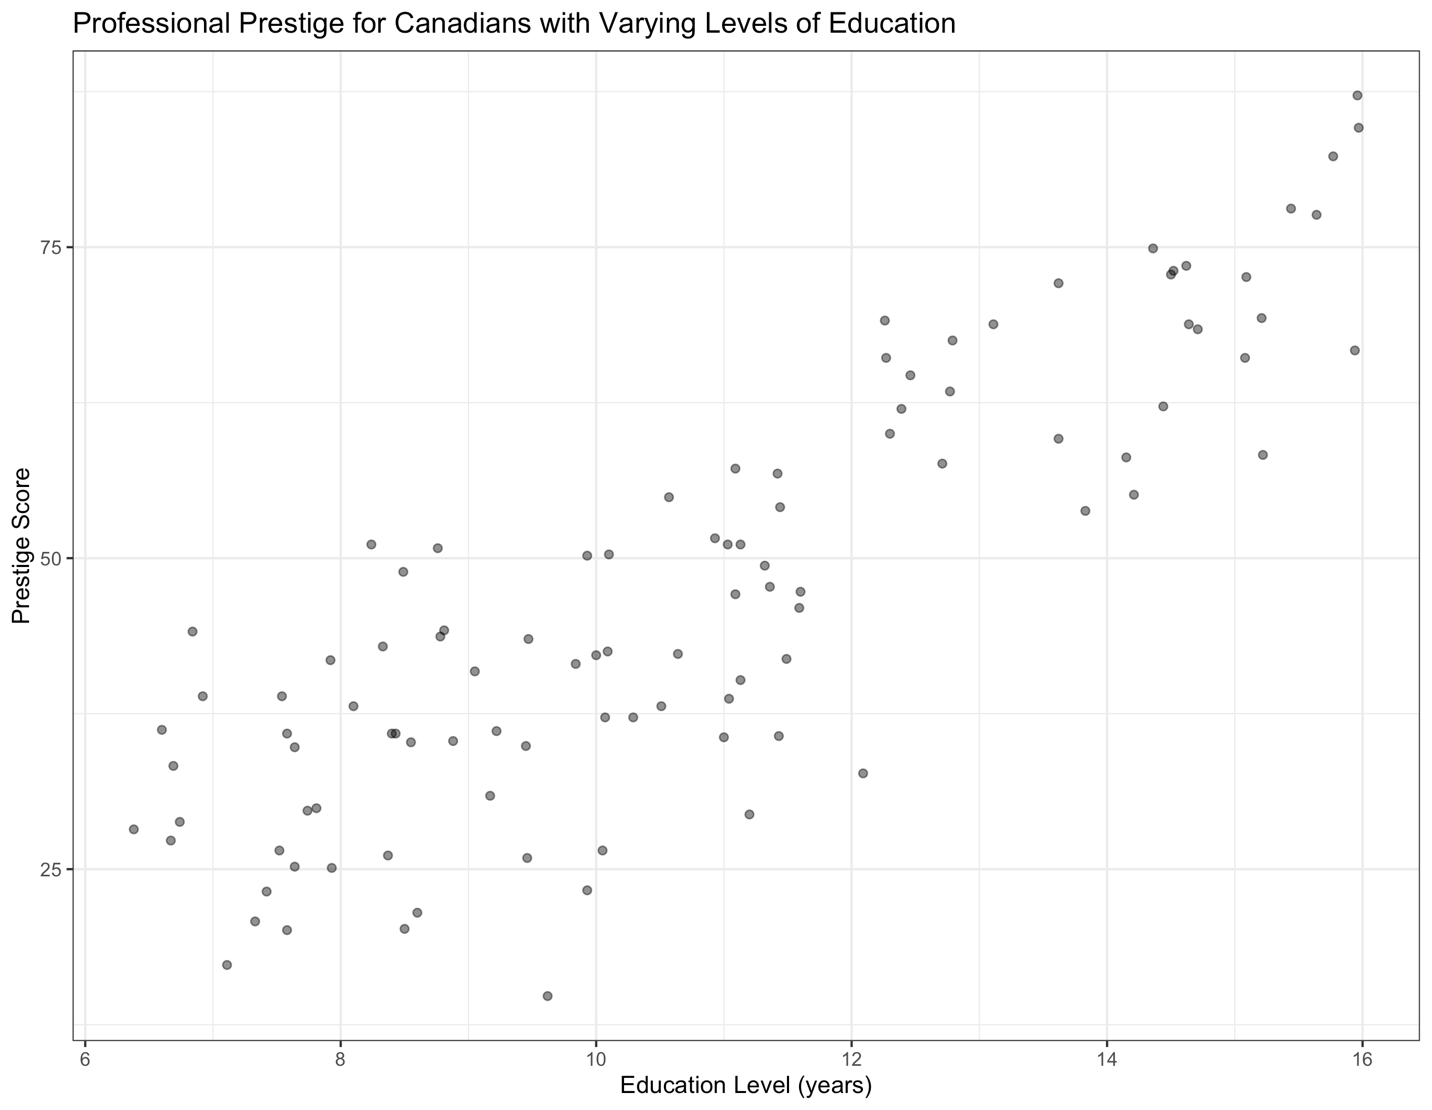 Professional Prestige for Canadians with Varying Levels of Education
75
50
25
Prestige Score
6 8 10 12 14 16
Education Level (years)